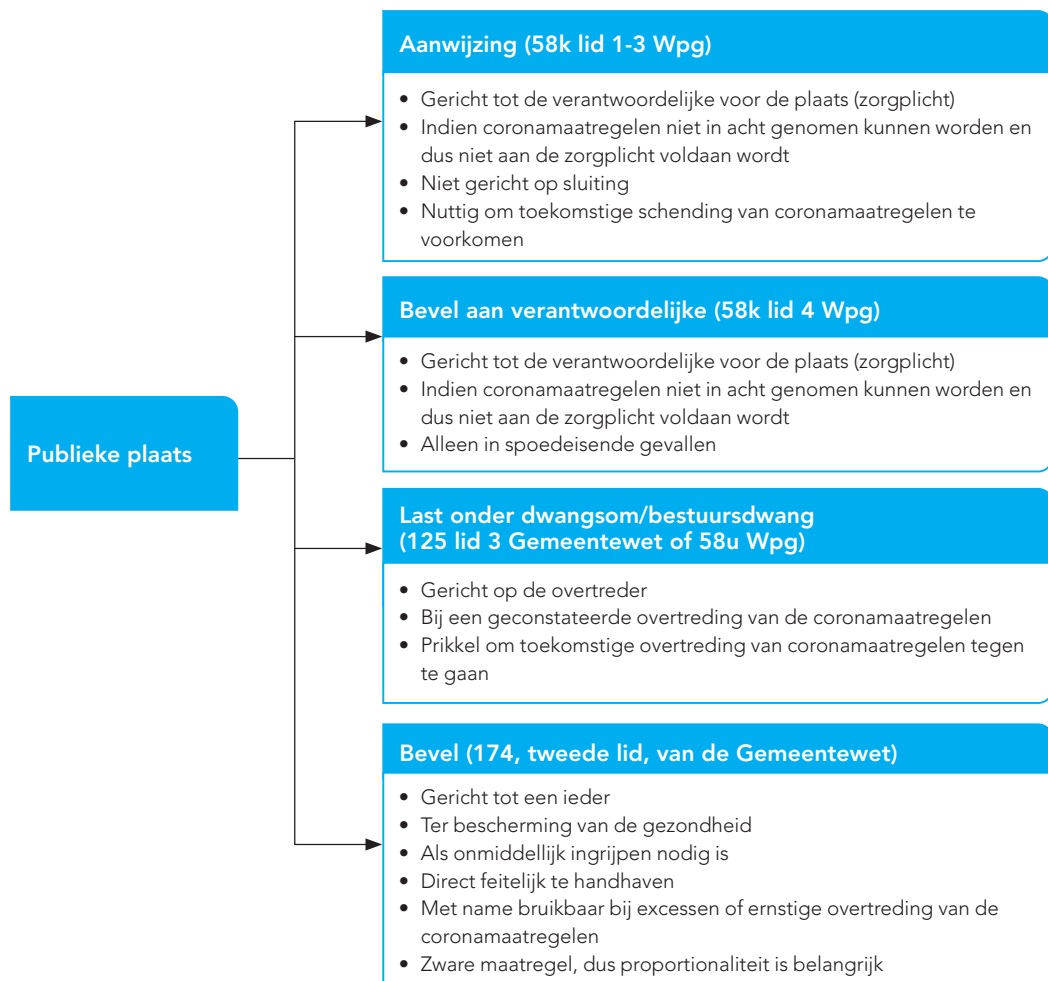 Aanwijzing (58k lid 1-3 Wpg)
• Gericht tot de verantwoordelijke voor de plaats (zorgplicht)
• Indien coronamaatregelen niet in acht genomen kunnen worden en
dus niet aan de zorgplicht voldaan wordt
• Niet gericht op sluiting
• Nuttig om toekomstige schending van coronamaatregelen te
voorkomen
Bevel aan verantwoordelijke (58k lid 4 Wpg)
• Gericht tot de verantwoordelijke voor de plaats (zorgplicht)
• Indien coronamaatregelen niet in acht genomen kunnen worden en
dus niet aan de zorgplicht voldaan wordt
• Alleen in spoedeisende gevallen
Publieke plaats
Last onder dwangsom/bestuursdwang
(125 lid 3 Gemeentewet of 58u Wpg)
• Gericht op de overtreder
• Bij een geconstateerde overtreding van de coronamaatregelen
• Prikkel om toekomstige overtreding van coronamaatregelen tegen
te gaan
Bevel (174, tweede lid, van de Gemeentewet)
• Gericht tot een ieder
• Ter bescherming van de gezondheid
• Als onmiddellijk ingrijpen nodig is
• Direct feitelijk te handhaven
• Met name bruikbaar bij excessen of ernstige overtreding van de
coronamaatregelen
• Zware maatregel, dus proportionaliteit is belangrijk